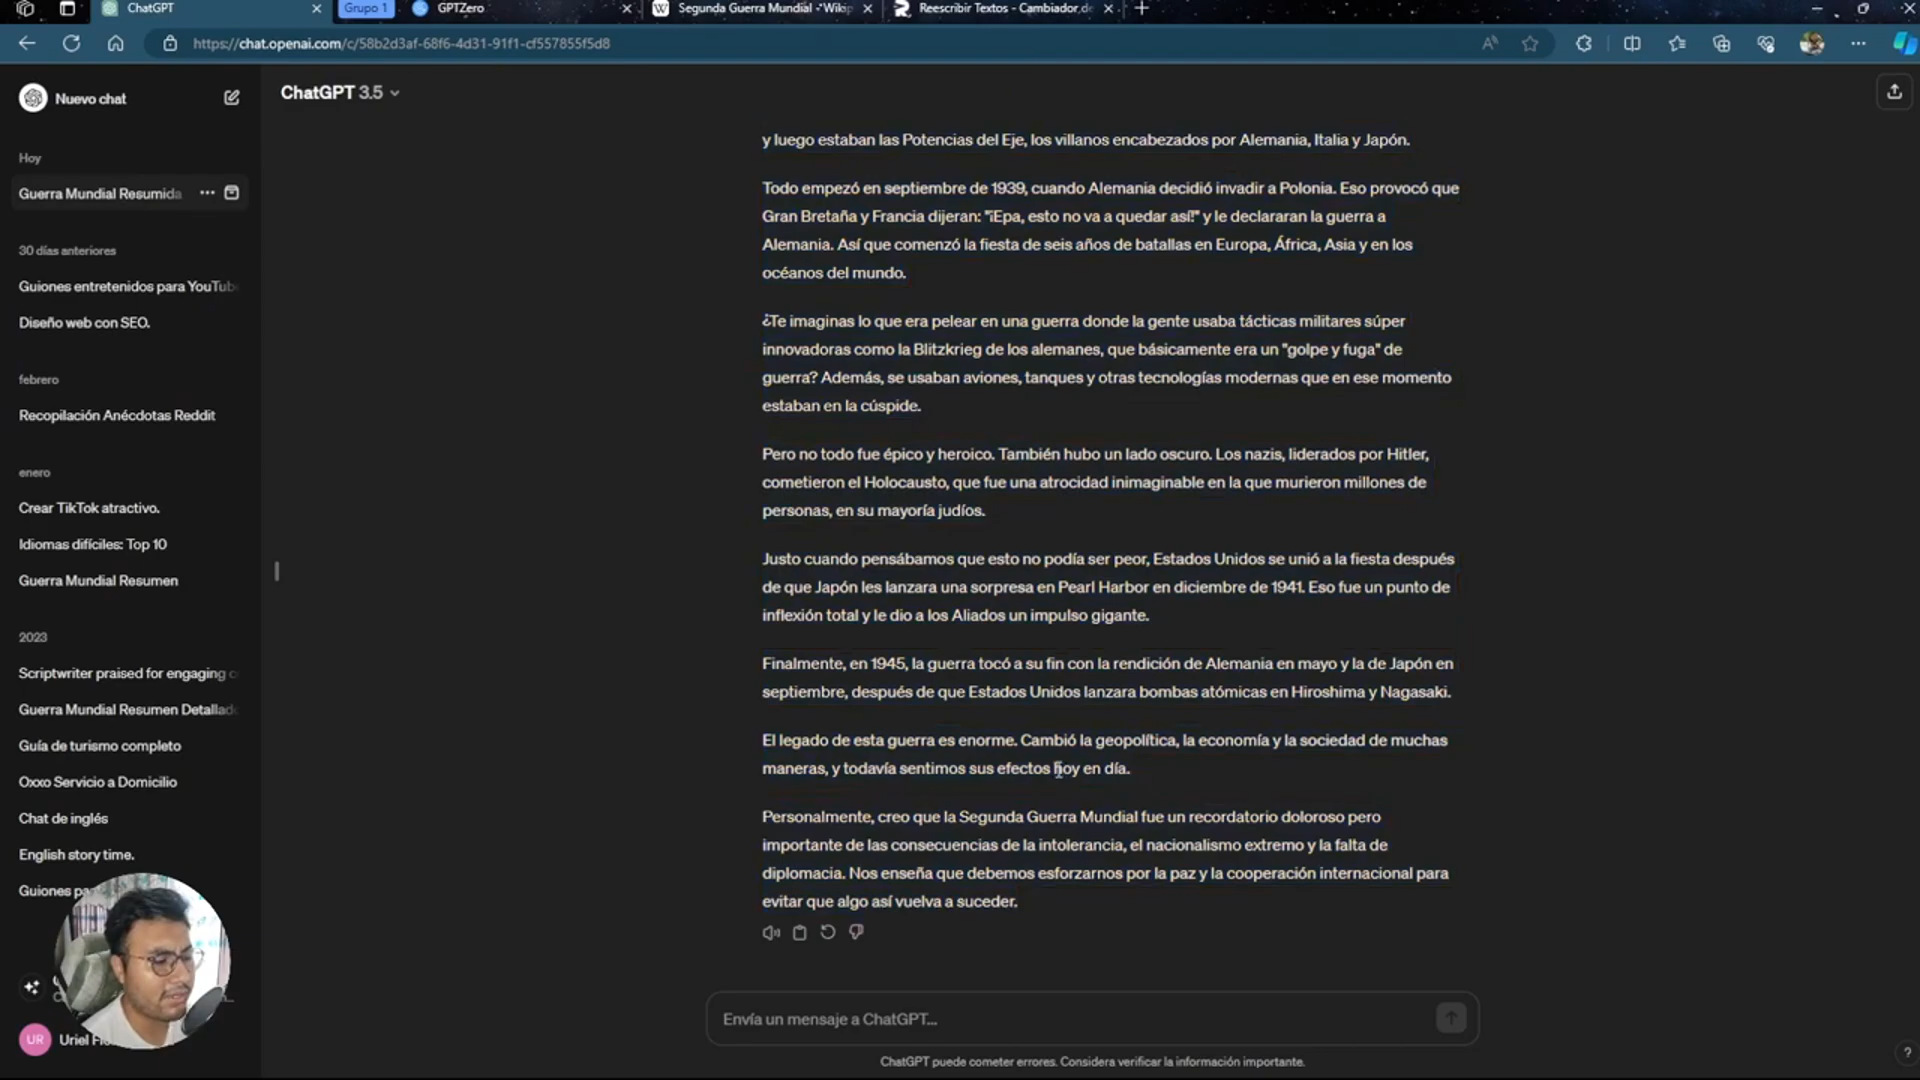 ChatGPT
Grupo 1
GPTZero
Segunda Guerra Mundial - Wikip
Reescribir Textos - Cambiador de
https://chat.openai.com/c/58b2d3af-68f6-4d31-91f1-cf557855f5d8
Nuevo chat
ChatGPT 3.5
Hoy
Guerra Mundial Resumida
30 días anteriores
Guiones entretenidos para YouTub
Diseño web con SEO.
febrero
Recopilación Anécdotas Reddit
enero
Crear TikTok atractivo.
Idiomas difíciles: Top 10
Guerra Mundial Resumen
2023
Scriptwriter praised for engaging
Guerra Mundial Resumen Detallad
Guía de turismo completo
Oxxo Servicio a Domicilio
Chat de inglés
English story time.
Guiones
UR
Uriel
y luego estaban las Potencias del Eje, los villanos encabezados por Alemania, Italia y Japón.
Todo empezó en septiembre de 1939, cuando Alemania decidió invadir a Polonia. Eso provocó que
Gran Bretaña y Francia dijeran: "¡Epa, esto no va a quedar así!" y le declararan la guerra a
Alemania. Así que comenzó la fiesta de seis años de batallas en Europa, África, Asia y en los
océanos del mundo.
¿Te imaginas lo que era pelear en una guerra donde la gente usaba tácticas militares súper
innovadoras como la Blitzkrieg de los alemanes, que básicamente era un "golpe y fuga" de
guerra? Además, se usaban aviones, tanques y otras tecnologías modernas que en ese momento
estaban en la cúspide.
Pero no todo fue épico y heroico. También hubo un lado oscuro. Los nazis, liderados por Hitler,
cometieron el Holocausto, que fue una atrocidad inimaginable en la que murieron millones de
personas, en su mayoría judíos.
Justo cuando pensábamos que esto no podía ser peor, Estados Unidos se unió a la fiesta después
de que Japón les lanzara una sorpresa en Pearl Harbor en diciembre de 1941. Eso fue un punto de
inflexión total y le dio a los Aliados un impulso gigante.
Finalmente, en 1945, la guerra tocó a su fin con la rendición de Alemania en mayo y la de Japón en
septiembre, después de que Estados Unidos lanzara bombas atómicas en Hiroshima y Nagasaki.
El legado de esta guerra es enorme. Cambió la geopolítica, la economía y la sociedad de muchas
maneras, y todavía sentimos sus efectos hoy en día.
Personalmente, creo que la Segunda Guerra Mundial fue un recordatorio doloroso pero
importante de las consecuencias de la intolerancia, el nacionalismo extremo y la falta de
diplomacia. Nos enseña que debemos esforzarnos por la paz y la cooperación internacional para
evitar que algo así vuelva a suceder.
Envía un mensaje a ChatGPT...
ChatGPT puede cometer errores. Considera verificar la información importante.
?